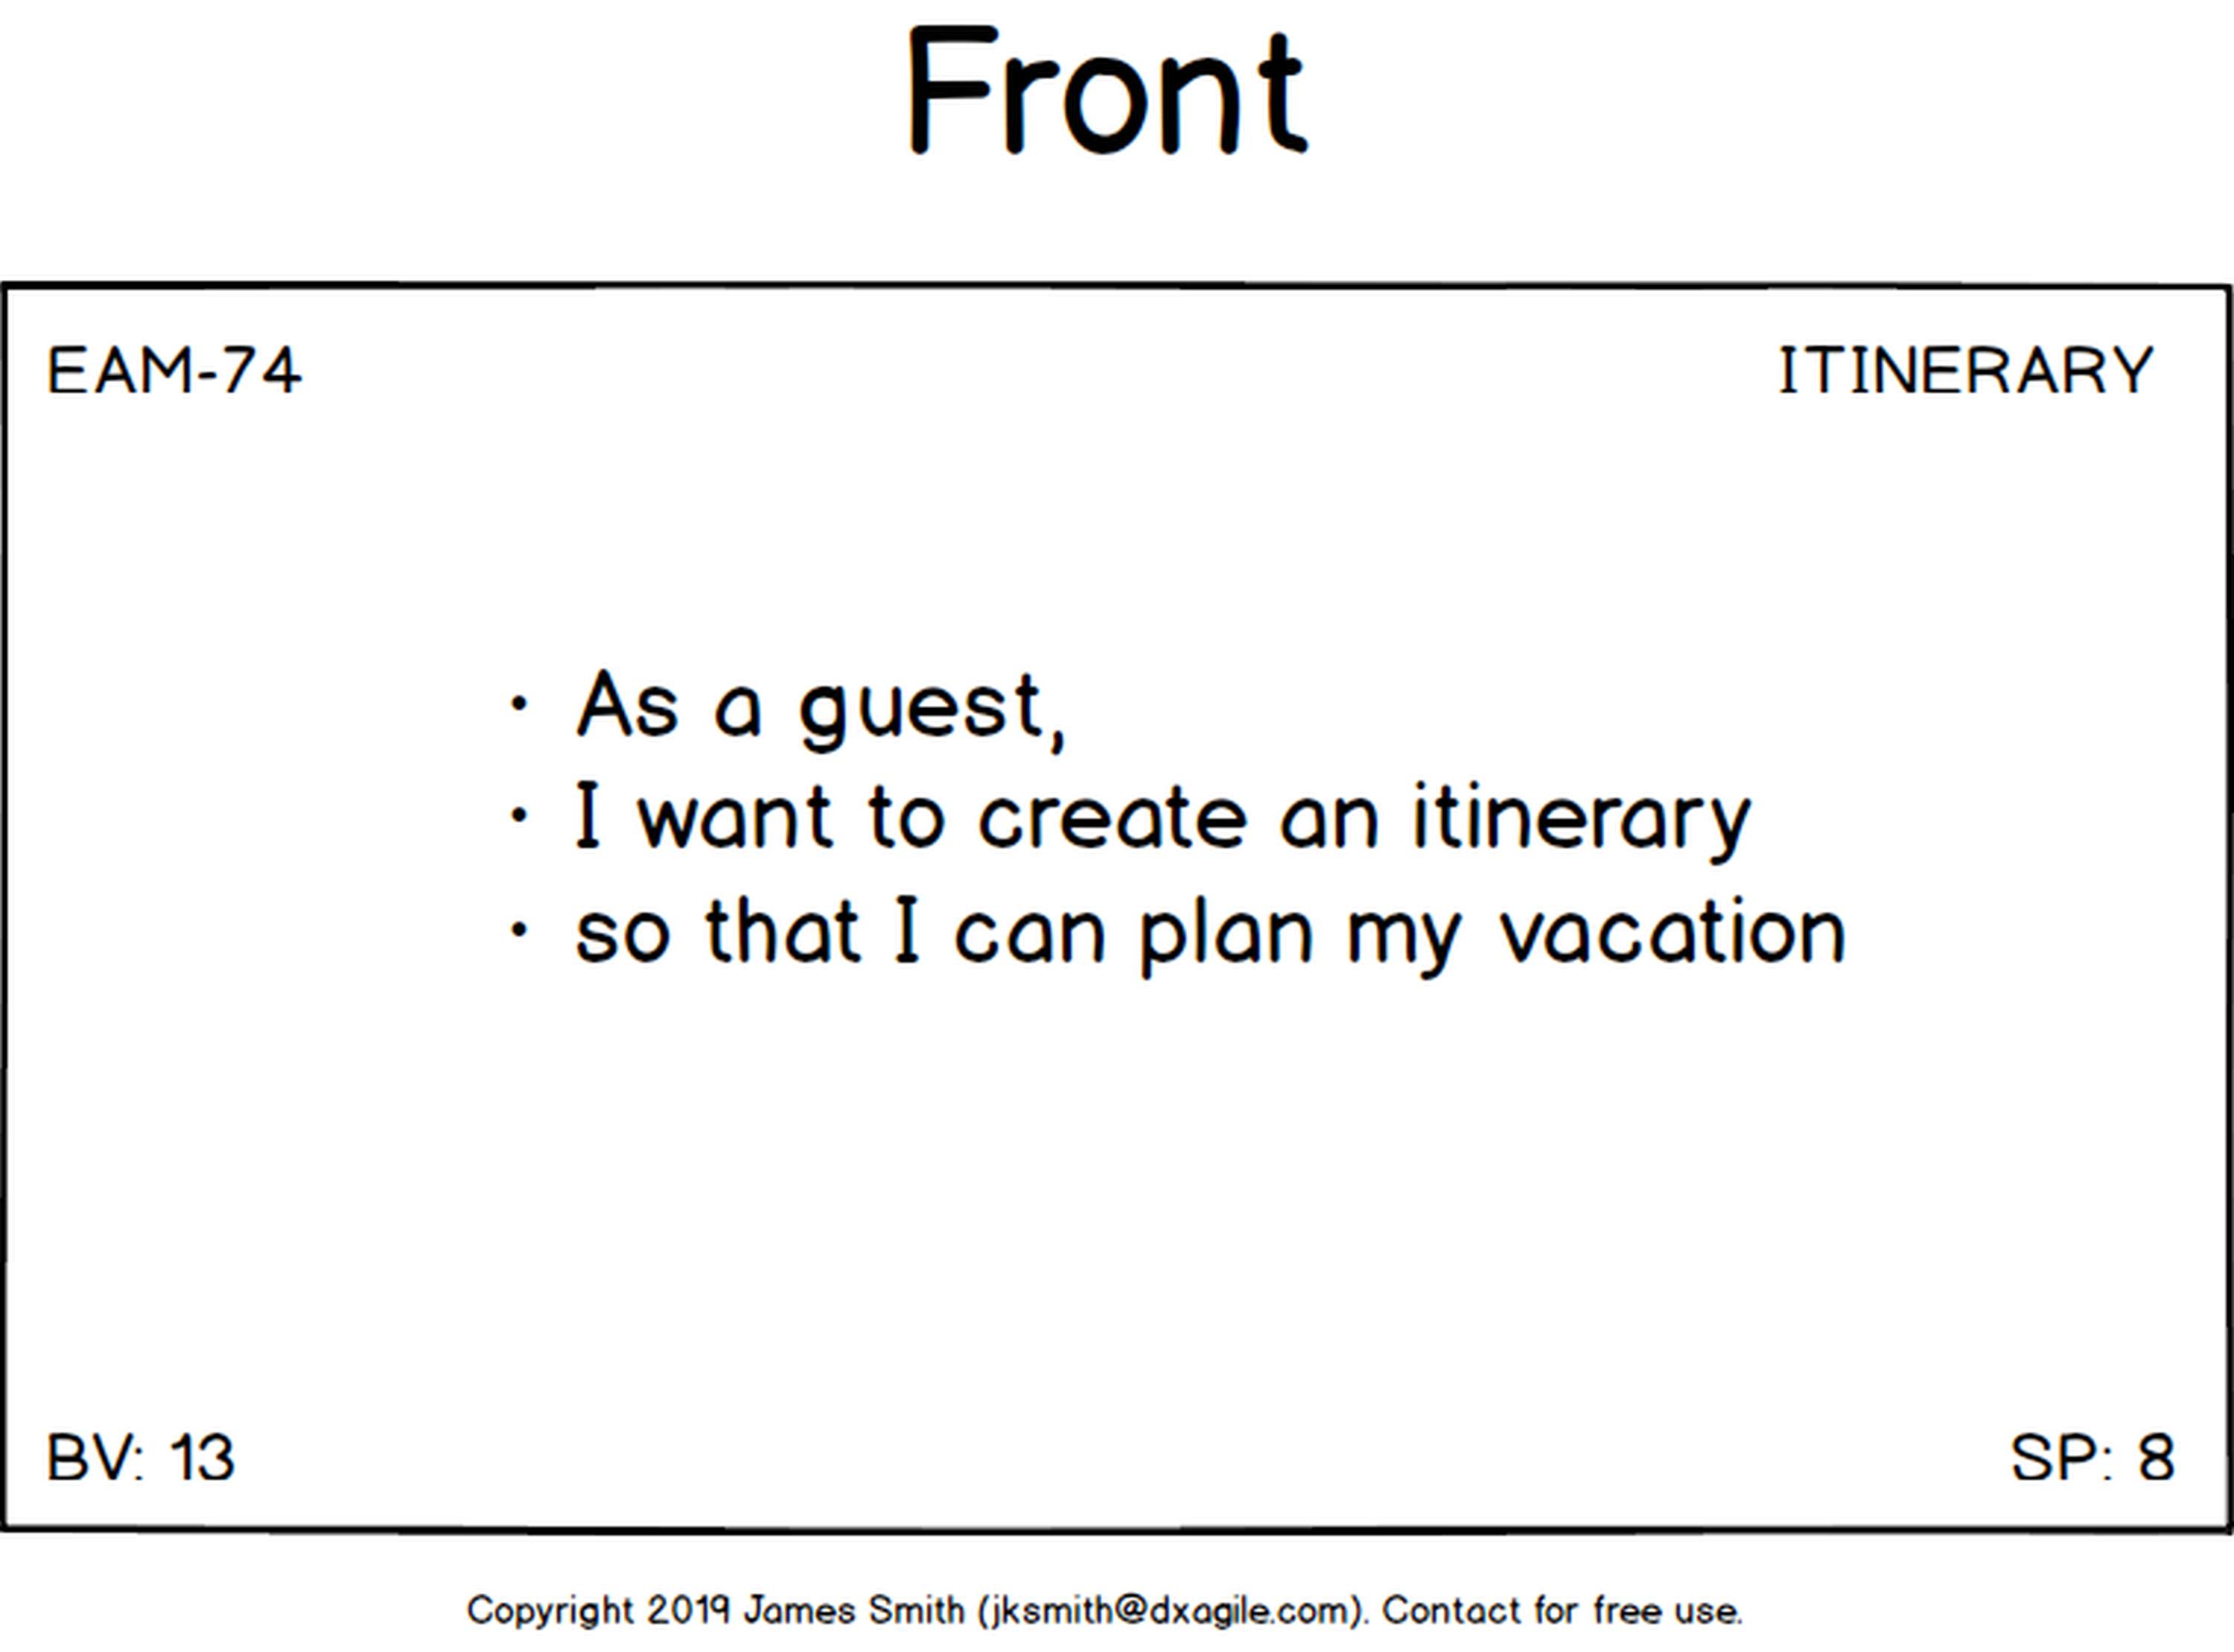 Front
EAM-74
ITINERARY
• As a guest,
• I want to create an itinerary
• so that I can plan my vacation
BV: 13
SP: 8
Copyright 2019 James Smith (jksmith@dxagile.com). Contact for free use.